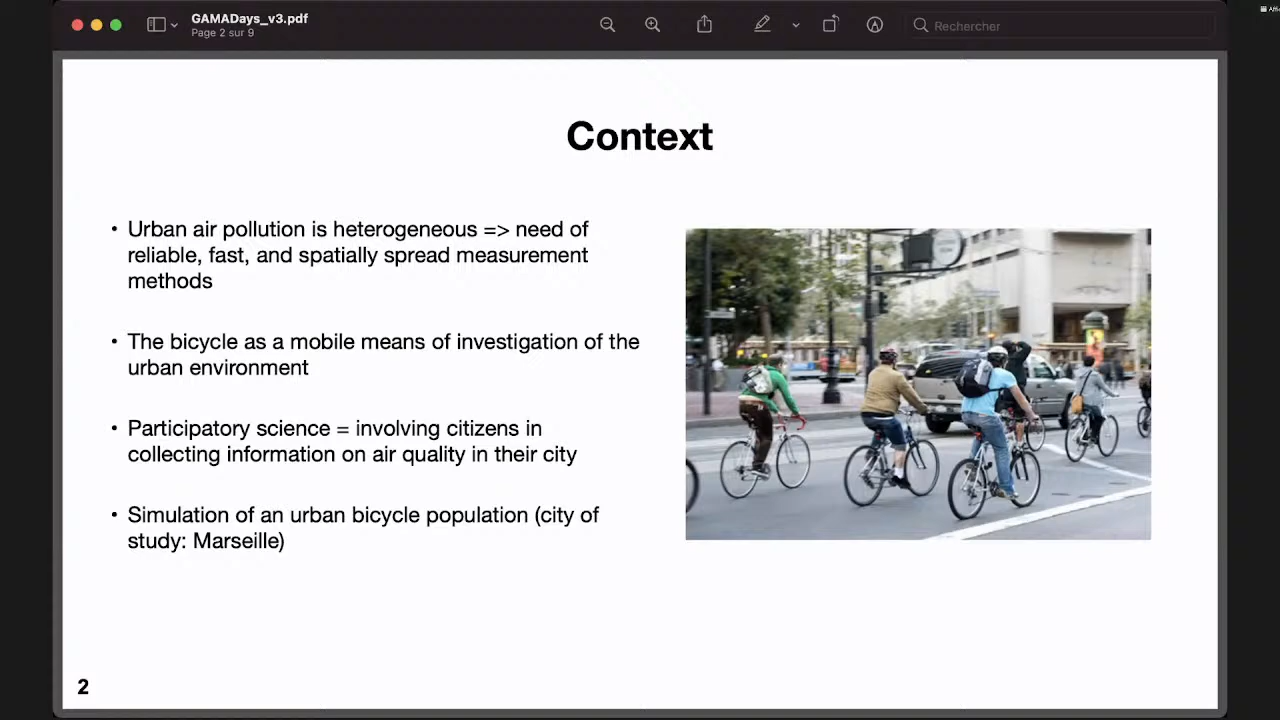 GAMADays_v3.pdf
Page 2 sur 9
Rechercher
Context
• Urban air pollution is heterogeneous => need of
reliable, fast, and spatially spread measurement
methods
• The bicycle as a mobile means of investigation of the
urban environment
• Participatory science = involving citizens in
collecting information on air quality in their city
• Simulation of an urban bicycle population (city of
study: Marseille)
2